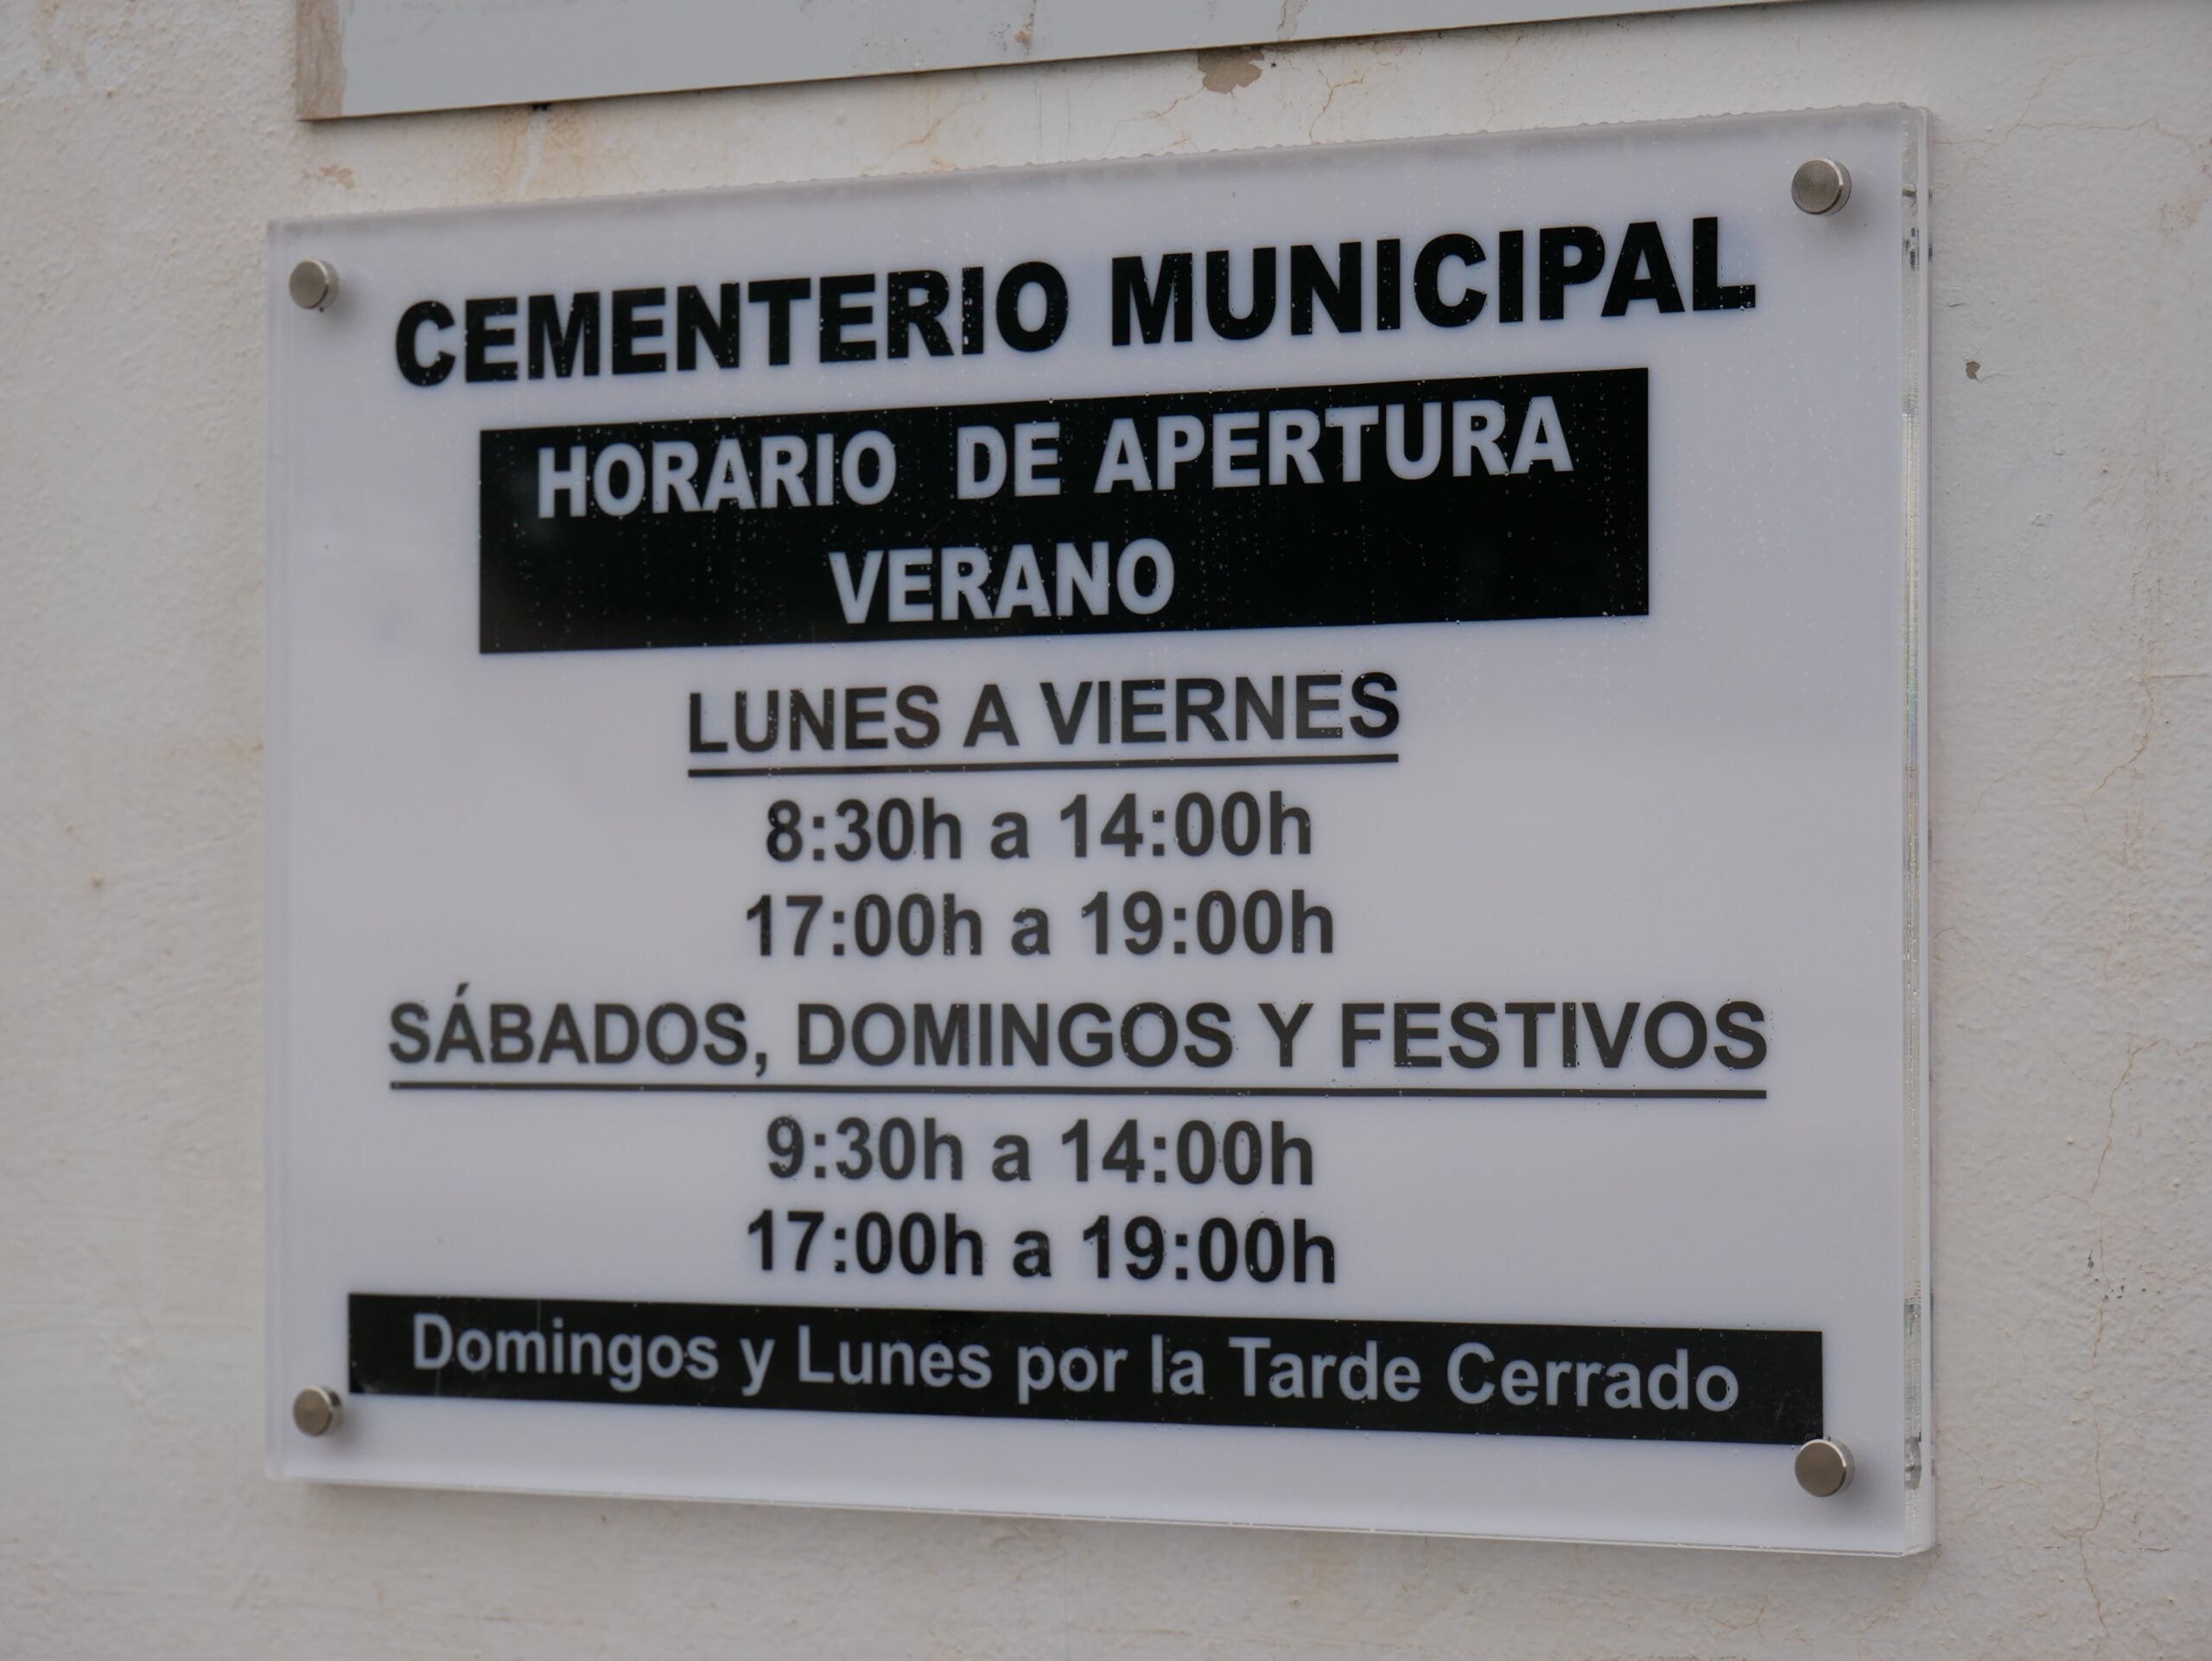 CEMENTERIO MUNICIPAL
HORARIO DE APERTURA
VERANO
LUNES A VIERNES
8:30h a 14:00h
17:00h a 19:00h
SÁBADOS, DOMINGOS Y FESTIVOS
9:30h a 14:00h
17:00h a 19:00h
Domingos y Lunes por la Tarde Cerrado